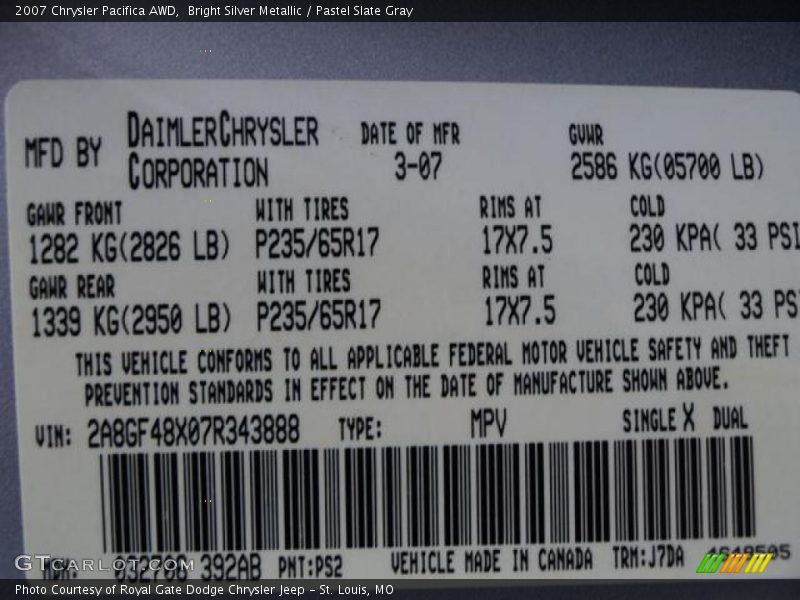 2007 Chrysler Pacifica AWD, Bright Silver Metallic / Pastel Slate Gray
MFD BY DAIMLERCHRYSLER CORPORATION DATE OF MFR 3-07 GVWR 2586 KG(05700 LB)
GAWR FRONT WITH TIRES RIMS AT COLD
1282 KG(2826 LB) P235/65R17 17X7.5 230 KPA( 33 PSI
GAWR REAR WITH TIRES RIMS AT COLD
1339 KG(2950 LB) P235/65R17 17X7.5 230 KPA( 33 PS
THIS VEHICLE CONFORMS TO ALL APPLICABLE FEDERAL MOTOR VEHICLE SAFETY AND THEFT
PREVENTION STANDARDS IN EFFECT ON THE DATE OF MANUFACTURE SHOWN ABOVE.
VIN: 2A8GF48X07R343888 TYPE: MPV SINGLE X DUAL
MDH: 392AB PNT:PS2 VEHICLE MADE IN CANADA TRM:J7DA
GTCarLot.com
Photo Courtesy of Royal Gate Dodge Chrysler Jeep - St. Louis, MO